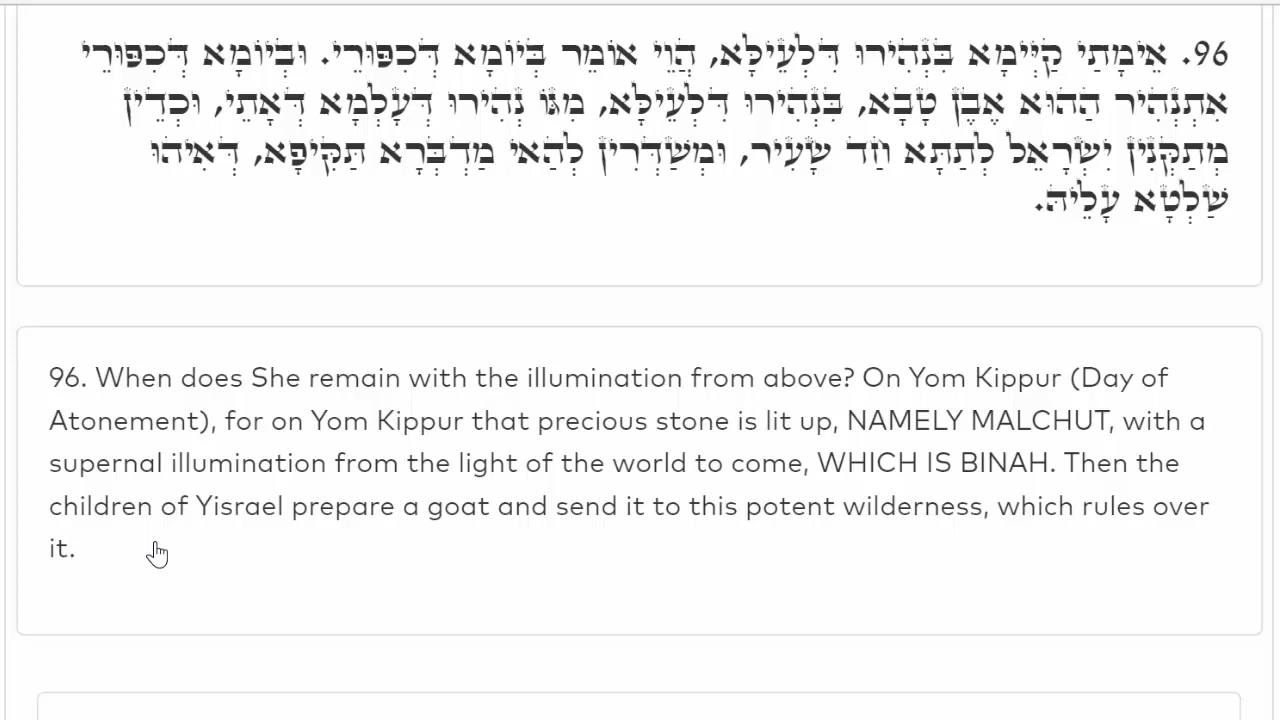 96. אֵימָתַי קַיְּימָא בִּנְהִירוּ דִּלְעֵילָּא, הֲוֵי אוֹמֵר בְּיוֹמָא דְּכִפּוּרֵי. וּבְיוֹמָא דְּכִפּוּרֵי
אִתְנְהִיר הַהוּא אֶבֶן טָבָא, בִּנְהִירוּ דִּלְעֵילָּא, מִגּוֹ נְהִירוּ דְּעָלְמָא דְּאָתֵי, וּכְדֵין
מְתַקְּנִין יִשְׂרָאֵל לְתַתָּא חַד שָׂעִיר, וּמְשַׁדְּרִין לְהַאי מַדְבְּרָא תַּקִּיפָא, דְּאִיהוּ
שַׁלְטָא עָלֵיהּ.
96. When does She remain with the illumination from above? On Yom Kippur (Day of
Atonement), for on Yom Kippur that precious stone is lit up, NAMELY MALCHUT, with a
supernal illumination from the light of the world to come, WHICH IS BINAH. Then the
children of Yisrael prepare a goat and send it to this potent wilderness, which rules over
it.